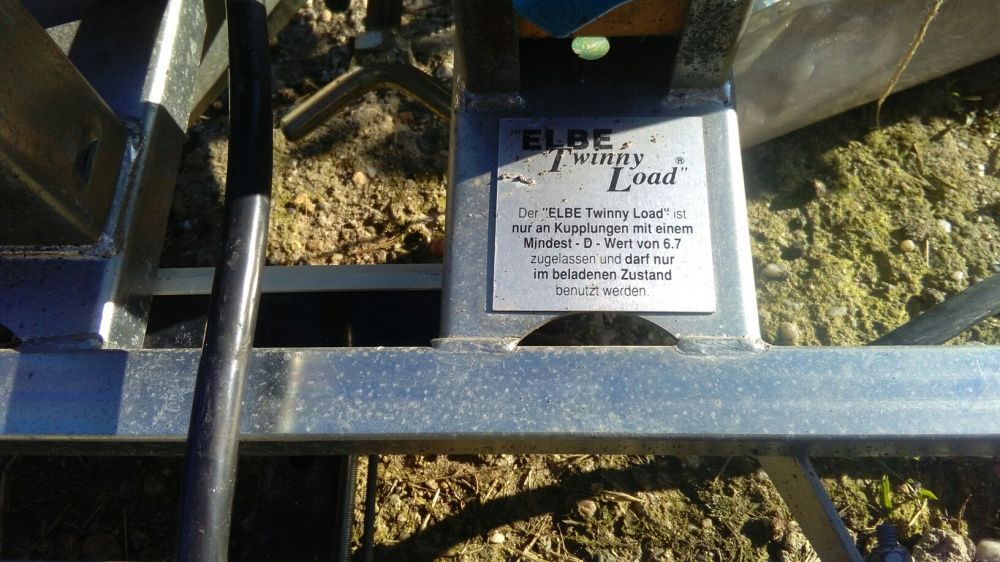 "ELBE
Twinny
Load®"
Der "ELBE Twinny Load" ist
nur an Kupplungen mit einem
Mindest - D - Wert von 6.7
zugelassen und darf nur
im beladenen Zustand
benutzt werden.